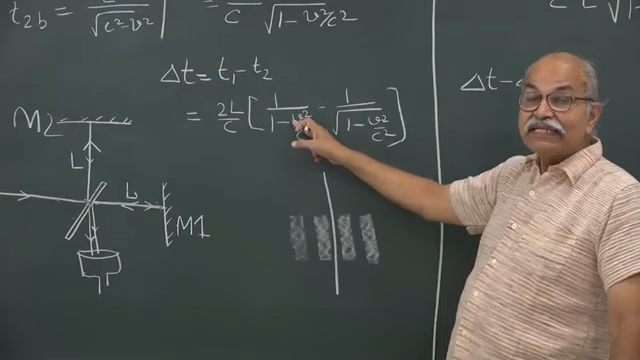 t2b = L/√(c²-v²) = /c √(1-v²/c²)
Δt = t1 - t2
= 2L/c [ 1/(1-v²/c²) - 1/√(1-v²/c²) ]
Δt -
M2
L
L
M1